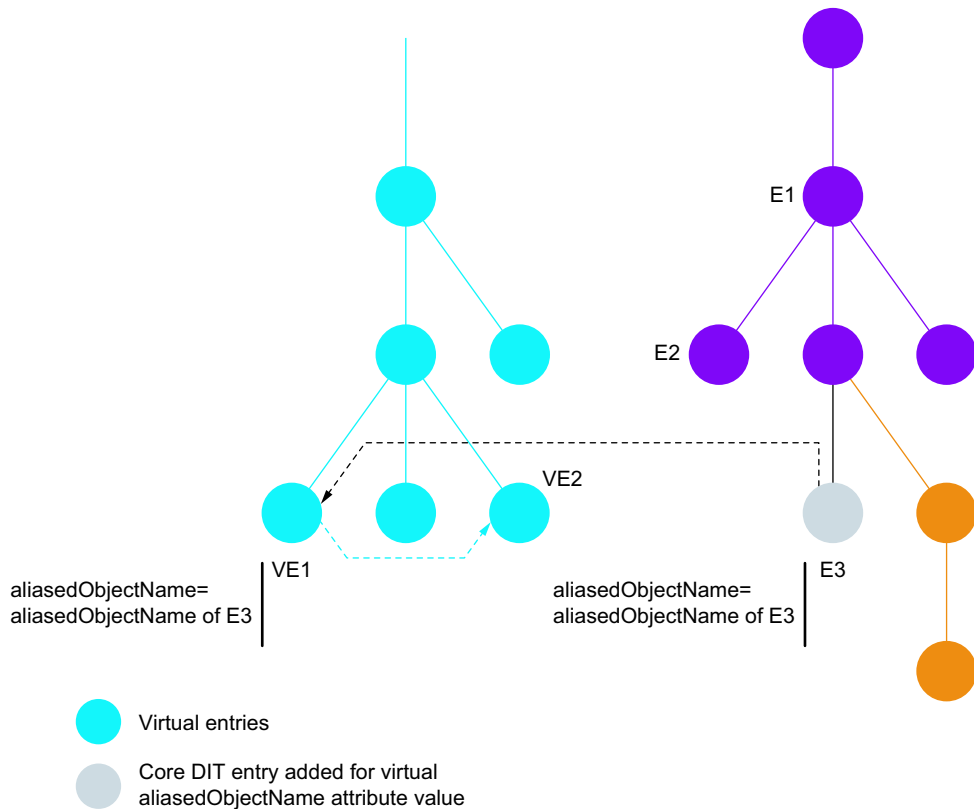 E1
E2
VE2
VE1
aliasedObjectName=
aliasedObjectName of E3
E3
aliasedObjectName=
aliasedObjectName of E3
Virtual entries
Core DIT entry added for virtual
aliasedObjectName attribute value